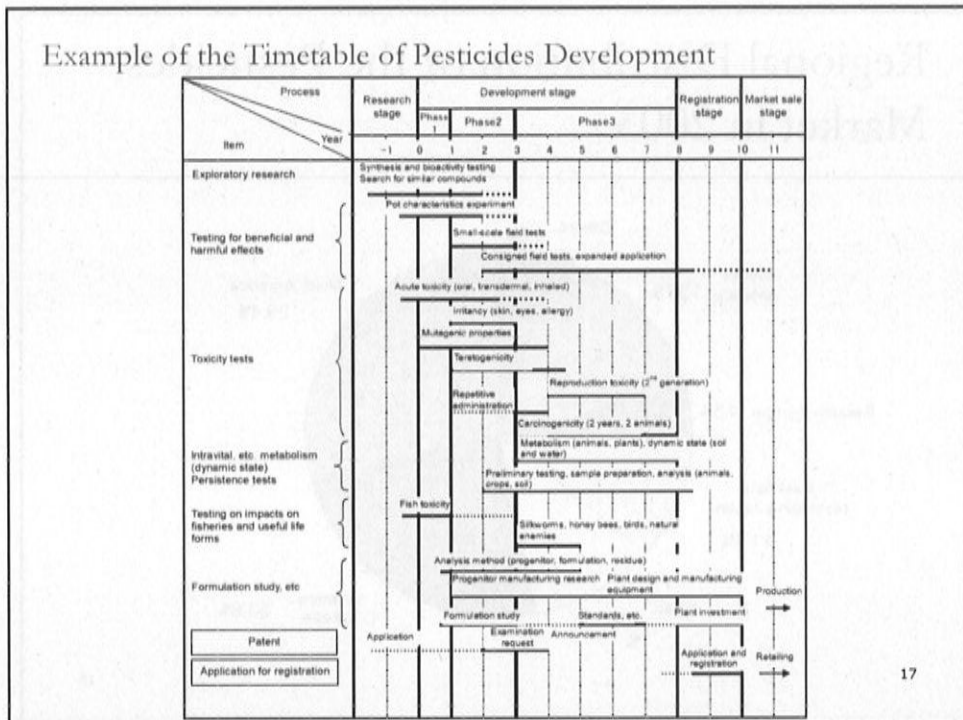 Example of the Timetable of Pesticides Development
Process
Year
Item
Research stage
Development stage
Registration stage
Market sale stage
Phase 1
Phase2
Phase3
-1 0 1 2 3 4 5 6 7 8 9 10 11
Exploratory research
Synthesis and bioactivity testing
Search for similar compounds
Testing for beneficial and
harmful effects
Pot characteristics experiment
Small-scale field tests
Consigned field tests, expanded application
Toxicity tests
Acute toxicity (oral, transdermal, inhaled)
Irritancy (skin, eyes, allergy)
Mutagenic properties
Teretogenicity
Reproduction toxicity (2nd generation)
Repetitive
administration
Carcinogenicity (2 years, 2 animals)
Intravital, etc. metabolism
(dynamic state)
Persistence tests
Metabolism (animals, plants), dynamic state (soil
and water)
Preliminary testing, sample preparation, analysis (animals,
crops, soil)
Testing on impacts on
fisheries and useful life
forms
Fish toxicity
Silkworms, honey bees, birds, natural
enemies
Formulation study, etc
Analysis method (progenitor, formulation, residue)
Progenitor manufacturing research
Plant design and manufacturing
equipment
Production
Formulation study
Standards, etc.
Plant investment
Patent
Application
Examination
request
Announcement
Application for registration
Application and
registration
Retailing
17